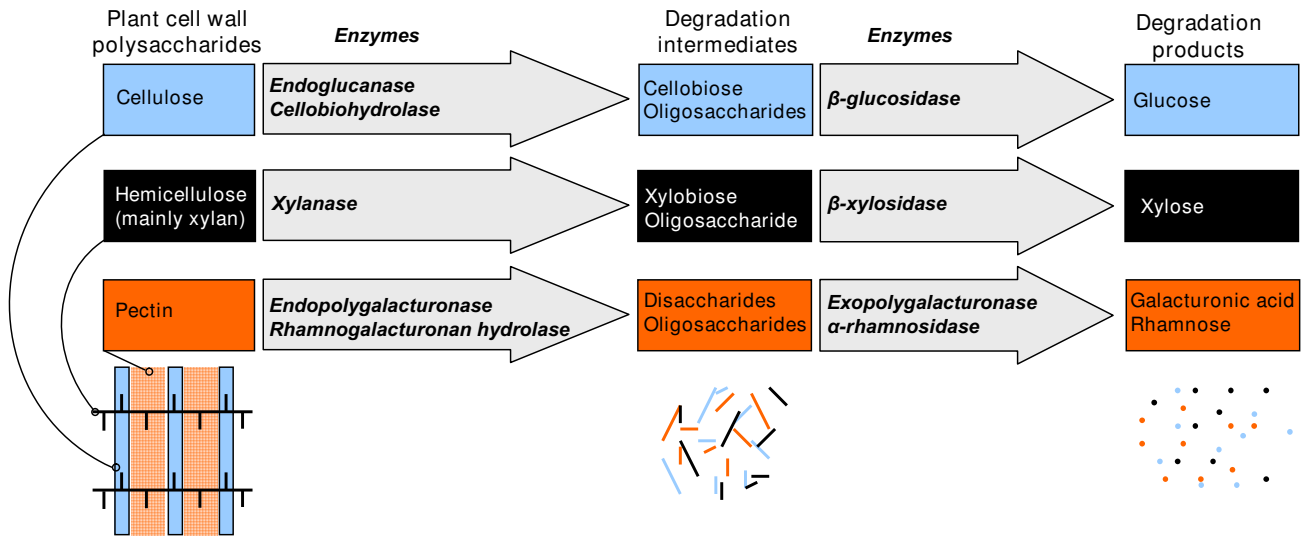 Plant cell wall
polysaccharides
Enzymes
Degradation
intermediates
Enzymes
Degradation
products
Cellulose
Endoglucanase
Cellobiohydrolase
Cellobiose
Oligosaccharides
β-glucosidase
Glucose
Hemicellulose
(mainly xylan)
Xylanase
Xylobiose
Oligosaccharide
β-xylosidase
Xylose
Pectin
Endopolygalacturonase
Rhamnogalacturonan hydrolase
Disaccharides
Oligosaccharides
Exopolygalacturonase
α-rhamnosidase
Galacturonic acid
Rhamnose